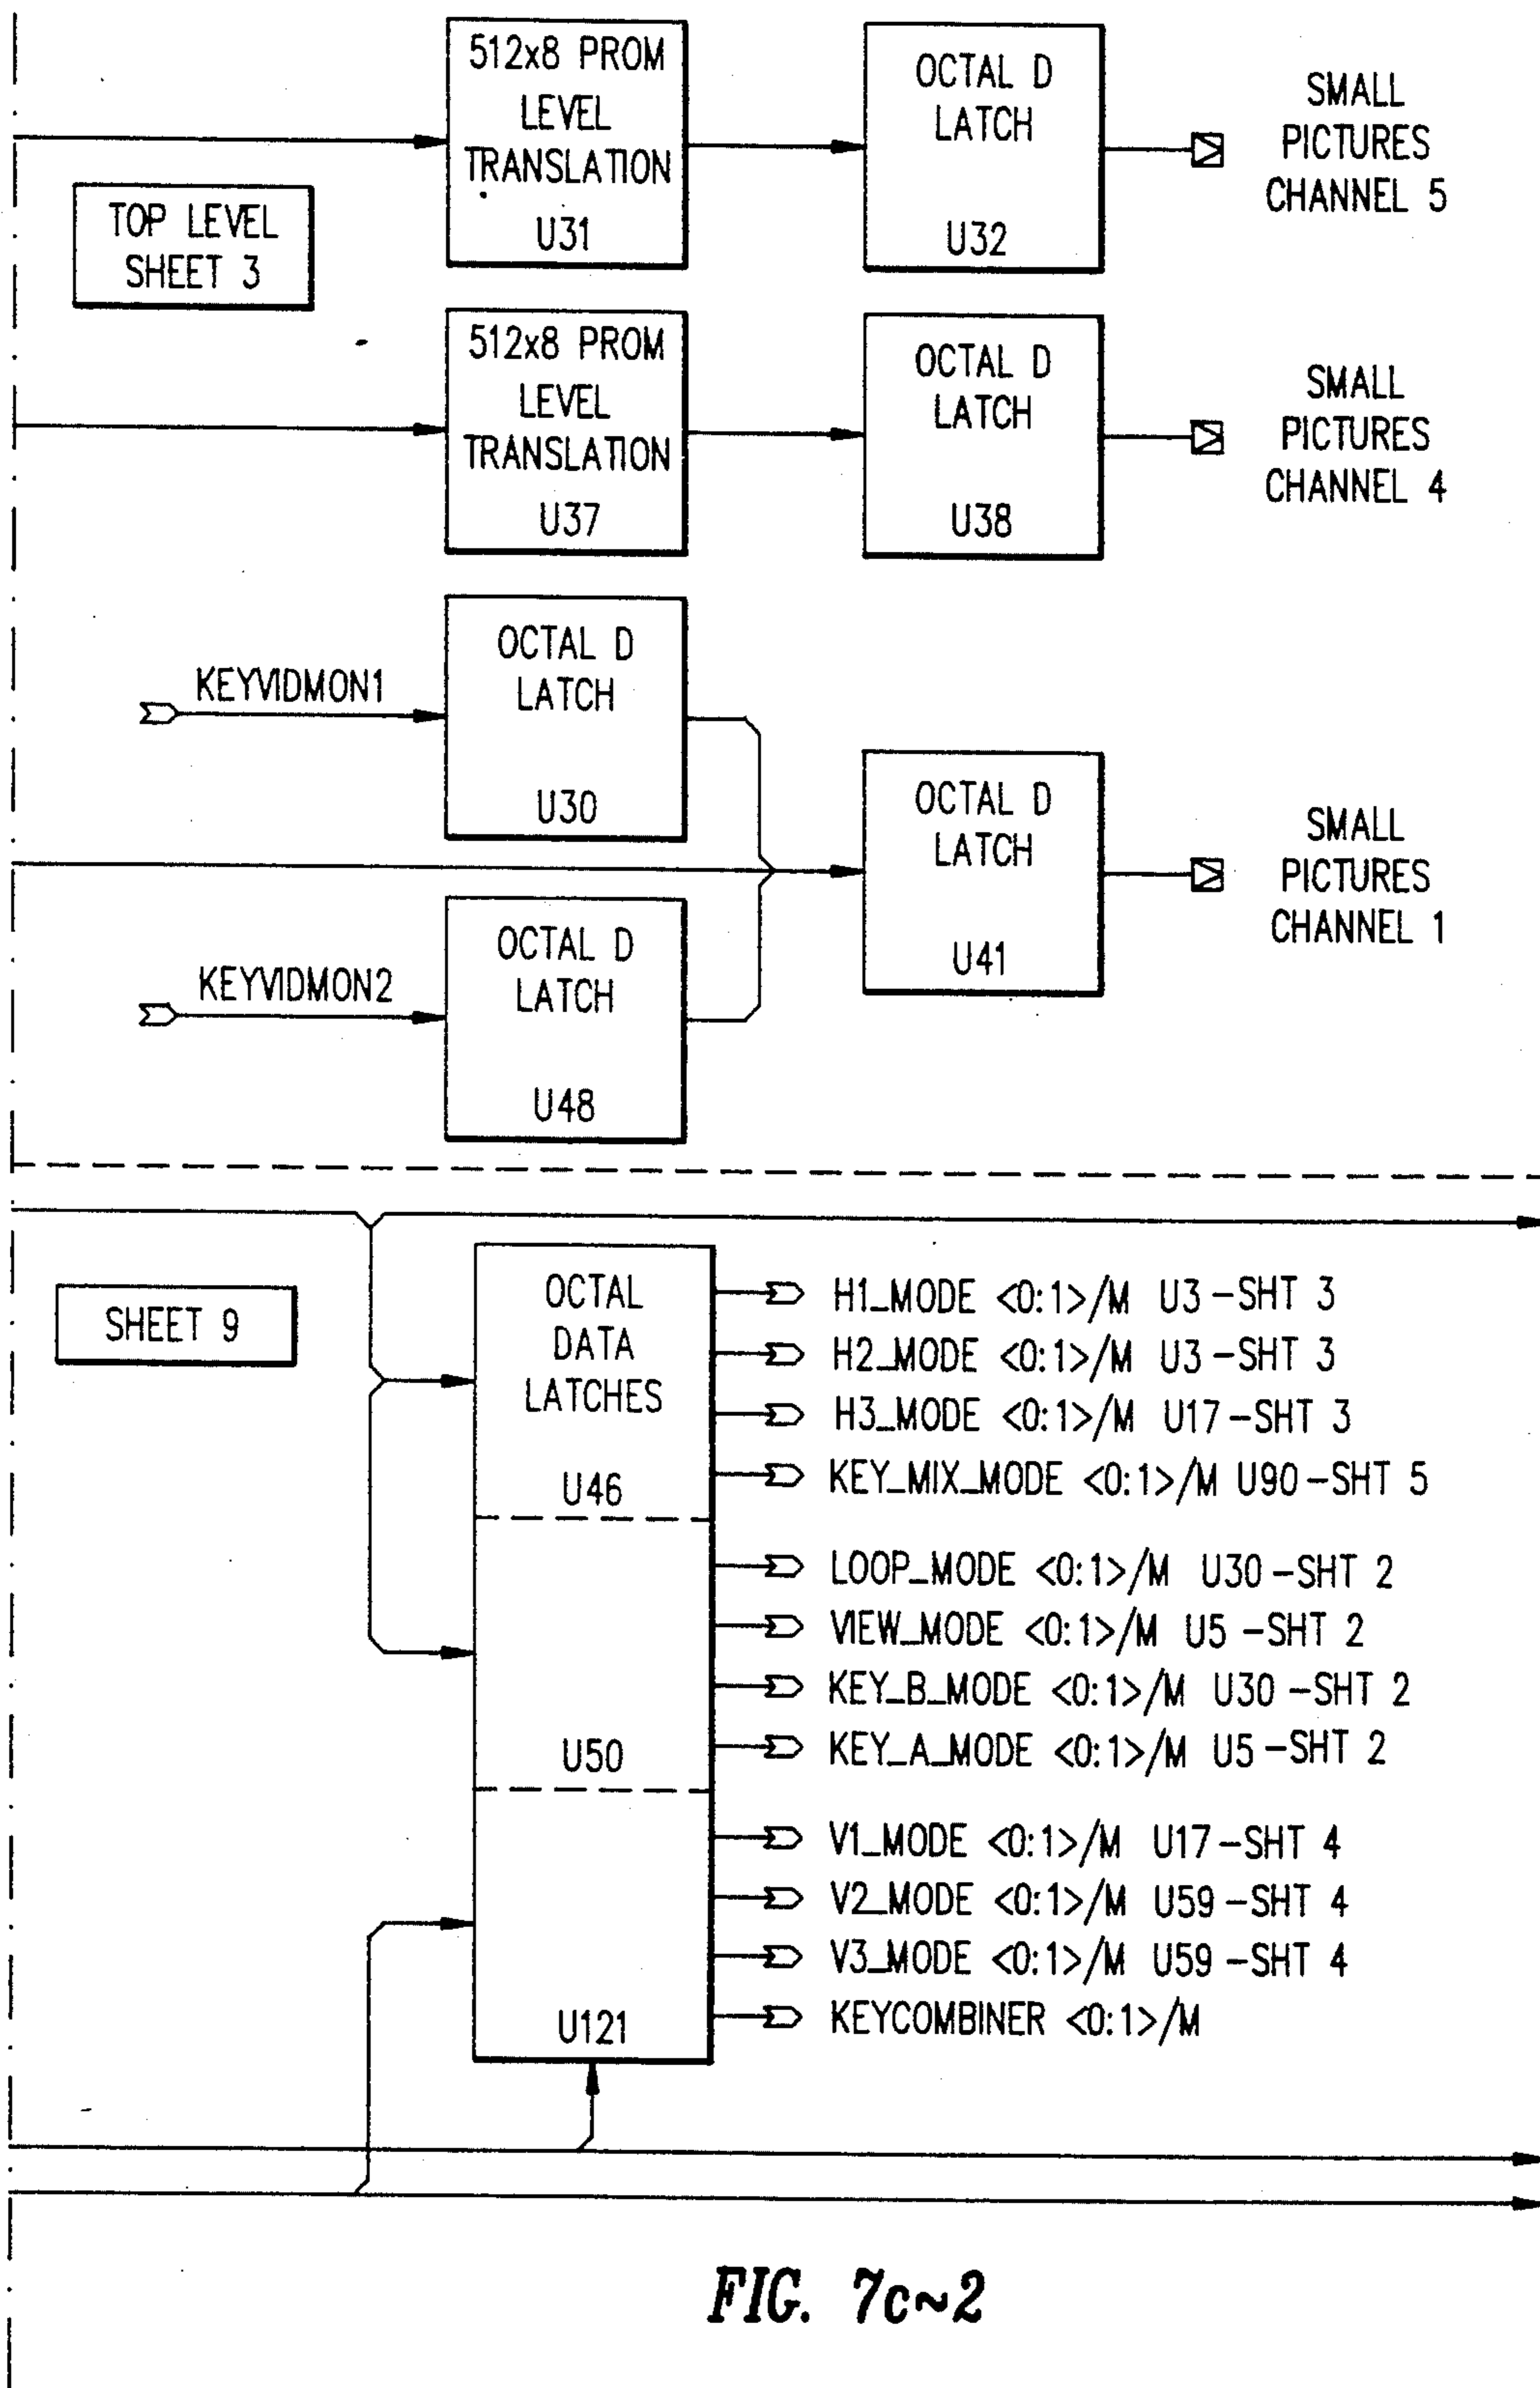 512x8 PROM
LEVEL
TRANSLATION
U31
OCTAL D
LATCH
U32
SMALL
PICTURES
CHANNEL 5
TOP LEVEL
SHEET 3
512x8 PROM
LEVEL
TRANSLATION
U37
OCTAL D
LATCH
U38
SMALL
PICTURES
CHANNEL 4
KEYVIDMON1
OCTAL D
LATCH
U30
OCTAL D
LATCH
U41
SMALL
PICTURES
CHANNEL 1
KEYVIDMON2
OCTAL D
LATCH
U48
SHEET 9
OCTAL
DATA
LATCHES
U46
U50
U121
H1_MODE <0:1>/M U3-SHT 3
H2_MODE <0:1>/M U3-SHT 3
H3_MODE <0:1>/M U17-SHT 3
KEY_MIX_MODE <0:1>/M U90-SHT 5
LOOP_MODE <0:1>/M U30-SHT 2
VIEW_MODE <0:1>/M U5-SHT 2
KEY_B_MODE <0:1>/M U30-SHT 2
KEY_A_MODE <0:1>/M U5-SHT 2
V1_MODE <0:1>/M U17-SHT 4
V2_MODE <0:1>/M U59-SHT 4
V3_MODE <0:1>/M U59-SHT 4
KEYCOMBINER <0:1>/M
FIG. 7c~2